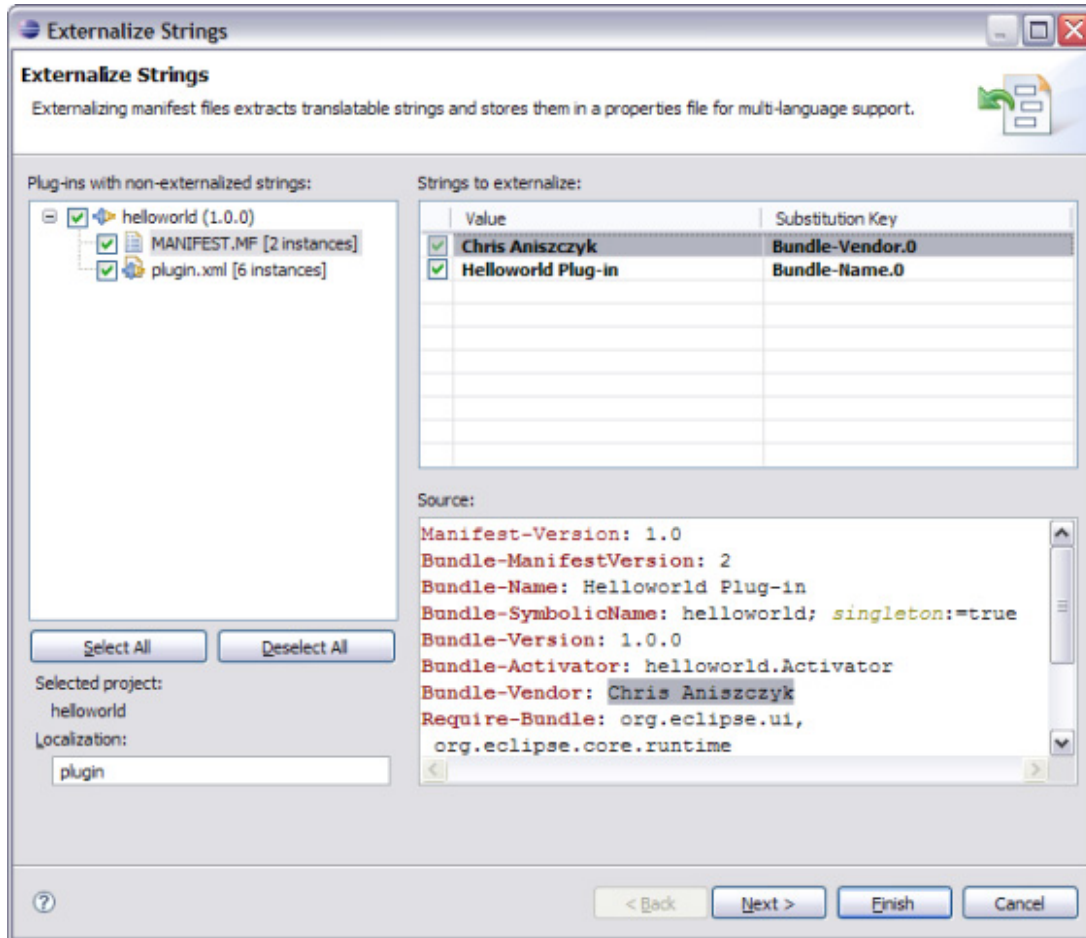 Externalize Strings
Externalize Strings
Externalizing manifest files extracts translatable strings and stores them in a properties file for multi-language support.
Plug-ins with non-externalized strings:
helloworld (1.0.0)
MANIFEST.MF [2 instances]
plugin.xml [6 instances]
Select All
Deselect All
Selected project:
helloworld
Localization:
plugin
Strings to externalize:
Value Substitution Key
Chris Aniszczyk Bundle-Vendor.0
Helloworld Plug-in Bundle-Name.0
Source:
Manifest-Version: 1.0
Bundle-ManifestVersion: 2
Bundle-Name: Helloworld Plug-in
Bundle-SymbolicName: helloworld; singleton:=true
Bundle-Version: 1.0.0
Bundle-Activator: helloworld.Activator
Bundle-Vendor: Chris Aniszczyk
Require-Bundle: org.eclipse.ui,
org.eclipse.core.runtime
?
< Back
Next >
Finish
Cancel